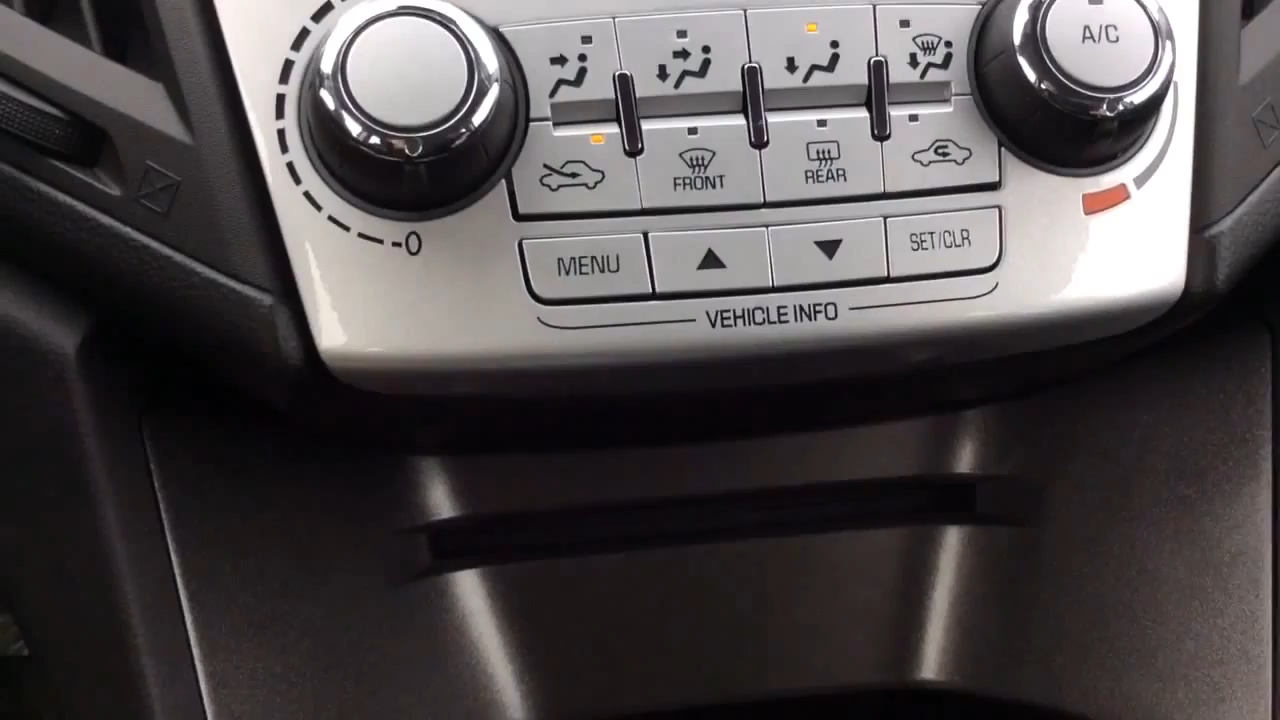 A/C
FRONT
REAR
0
MENU
SET/CLR
VEHICLE INFO